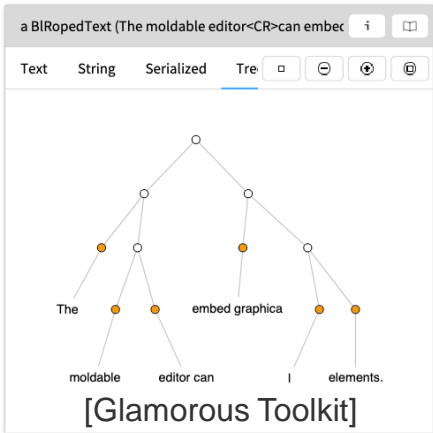 a BlRopedText (The moldable editor<CR>can embec
Text String Serialized Tre
The
embed graphica
moldable
editor can
l
elements.
[Glamorous Toolkit]